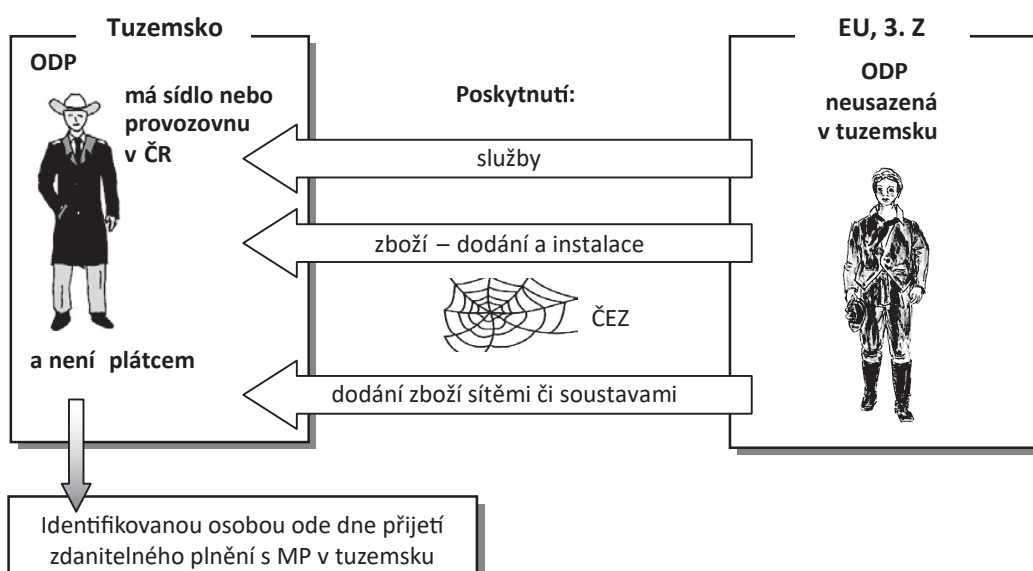 Tuzemsko
ODP
má sídlo nebo
provozovnu
v ČR
a není plátcem
Poskytnutí:
služby
zboží – dodání a instalace
ČEZ
dodání zboží sítěmi či soustavami
EU, 3. Z
ODP
neusazená
v tuzemsku
Identifikovanou osobou ode dne přijetí
zdanitelného plnění s MP v tuzemsku